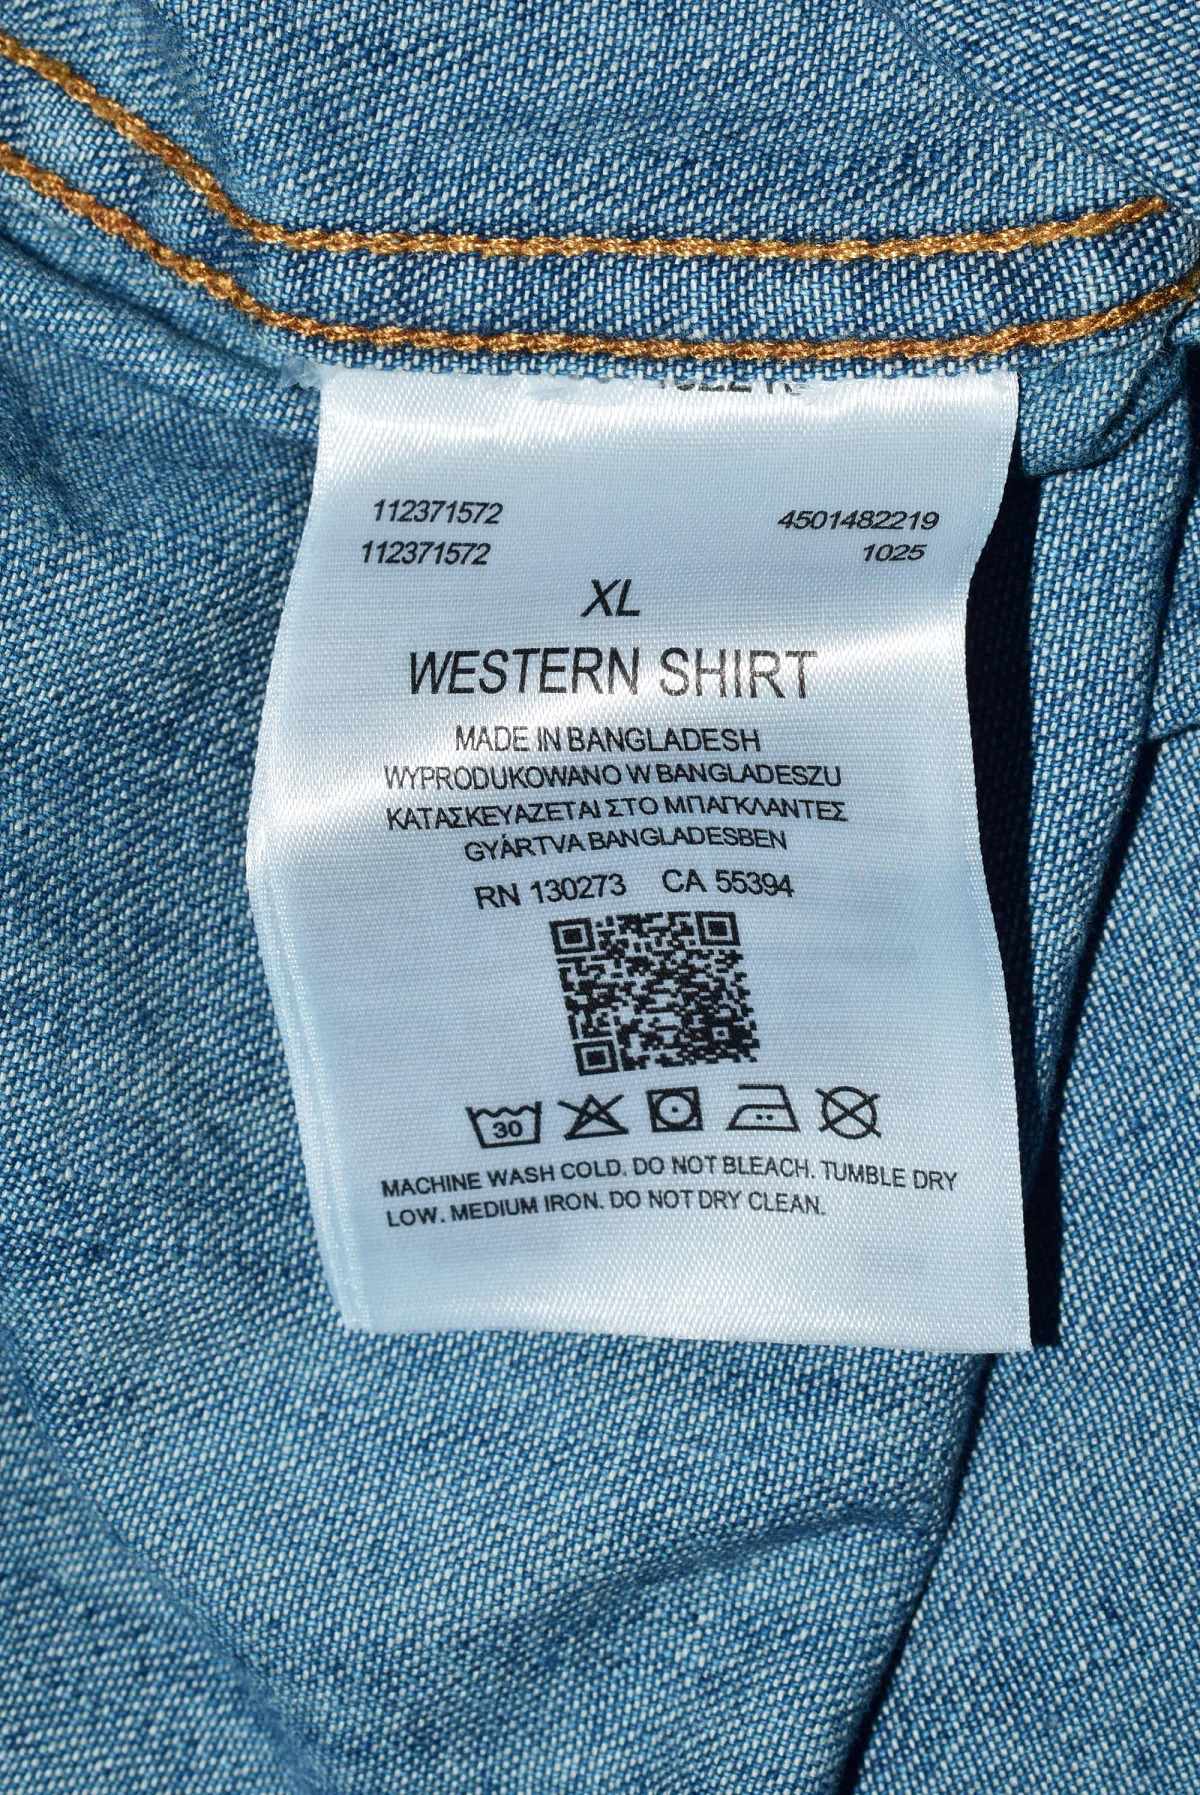 112371572 4501482219
112371572 1025
XL
WESTERN SHIRT
MADE IN BANGLADESH
WYPRODUKOWANO W BANGLADESZU
ΚΑΤΑΣΚΕΥΑΖΕΤΑΙ ΣΤΟ ΜΠΑΓΚΛΑΝΤΕΣ
GYÁRTVA BANGLADESBEN
RN 130273 CA 55394
30
MACHINE WASH COLD. DO NOT BLEACH. TUMBLE DRY
LOW. MEDIUM IRON. DO NOT DRY CLEAN.